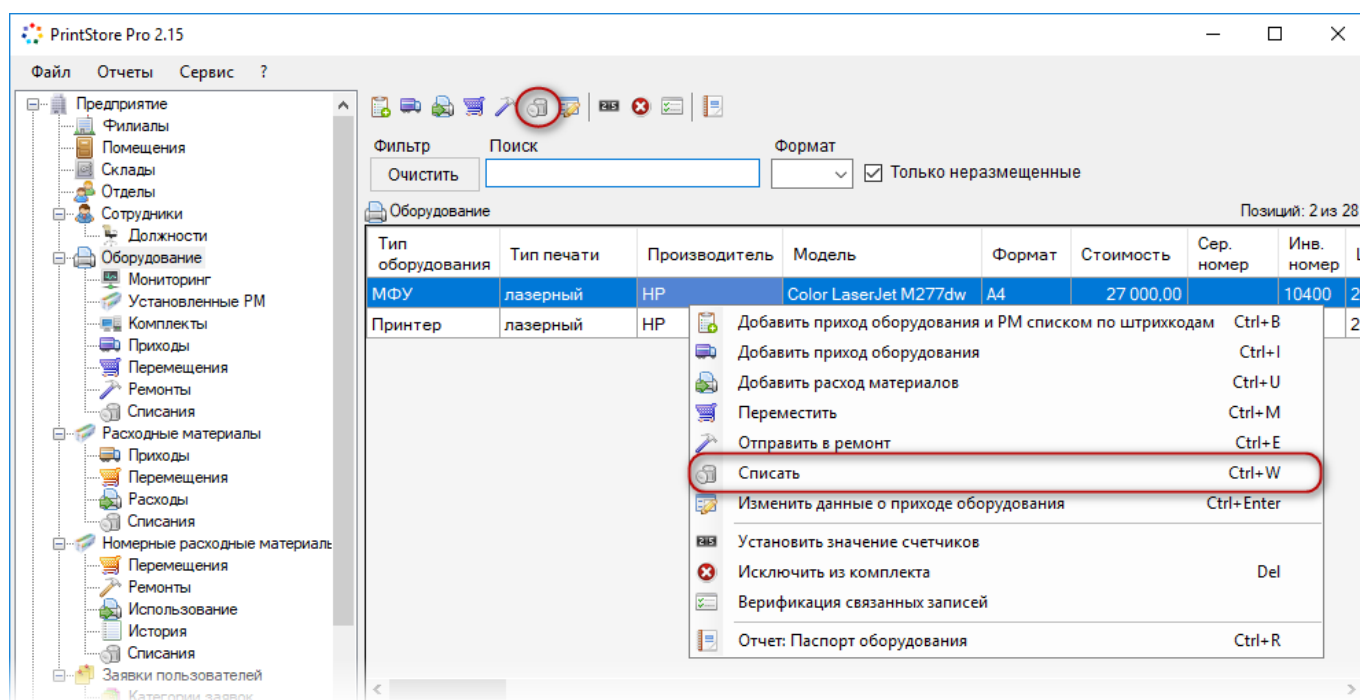 PrintStore Pro 2.15
Файл Отчеты Сервис ?
Предприятие
Филиалы
Помещения
Склады
Отделы
Сотрудники
Должности
Оборудование
Мониторинг
Установленные РМ
Комплекты
Приходы
Перемещения
Ремонты
Списания
Расходные материалы
Приходы
Перемещения
Расходы
Списания
Номерные расходные материаль
Перемещения
Ремонты
Использование
История
Списания
Заявки пользователей
Категории заявок
Фильтр Поиск Формат
Очистить Только неразмещенные
Оборудование Позиций: 2 из 28
Тип оборудования Тип печати Производитель Модель Формат Стоимость Сер. номер Инв. номер
МФУ лазерный HP Color LaserJet M277dw A4 27 000,00 10400 2
Принтер лазерный HP 2
Добавить приход оборудования и РМ списком по штрихкодам Ctrl+B
Добавить приход оборудования Ctrl+I
Добавить расход материалов Ctrl+U
Переместить Ctrl+M
Отправить в ремонт Ctrl+E
Списать Ctrl+W
Изменить данные о приходе оборудования Ctrl+Enter
Установить значение счетчиков
Исключить из комплекта Del
Верификация связанных записей
Отчет: Паспорт оборудования Ctrl+R